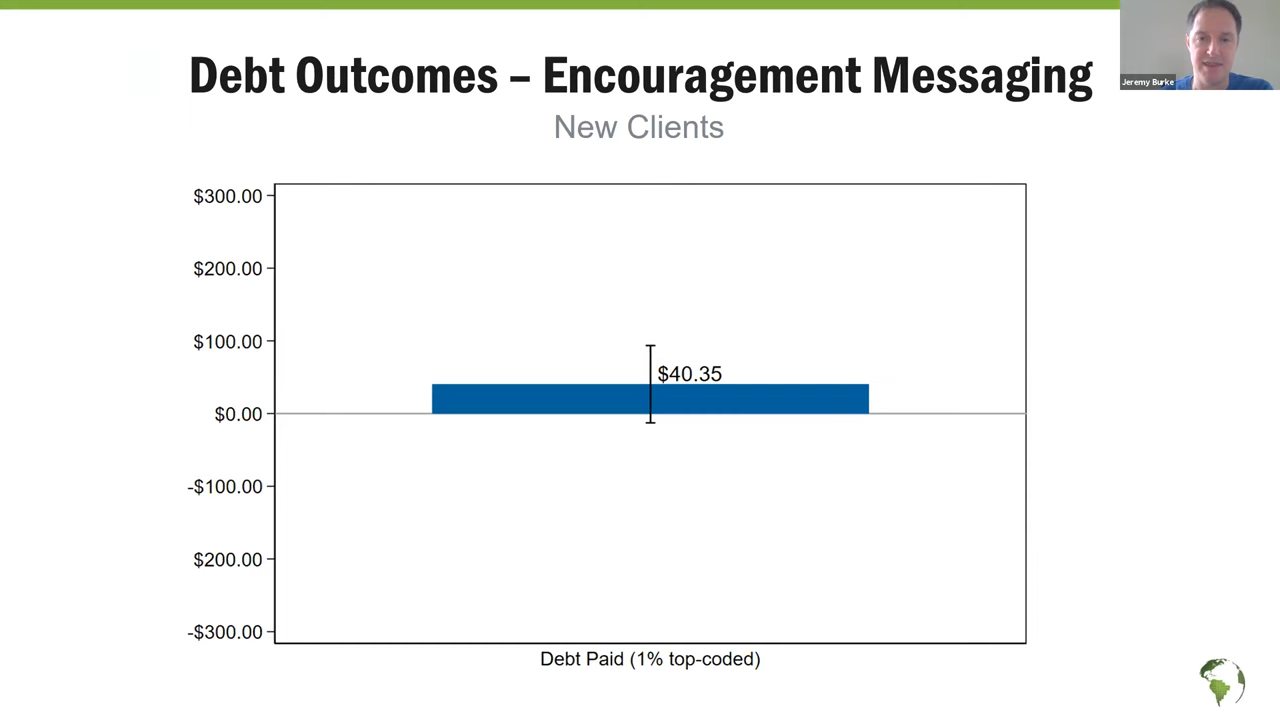 Debt Outcomes – Encouragement Messaging
Jeremy Burke
New Clients
$300.00
$200.00
$100.00
$40.35
$0.00
-$100.00
$200.00
-$300.00
Debt Paid (1% top-coded)